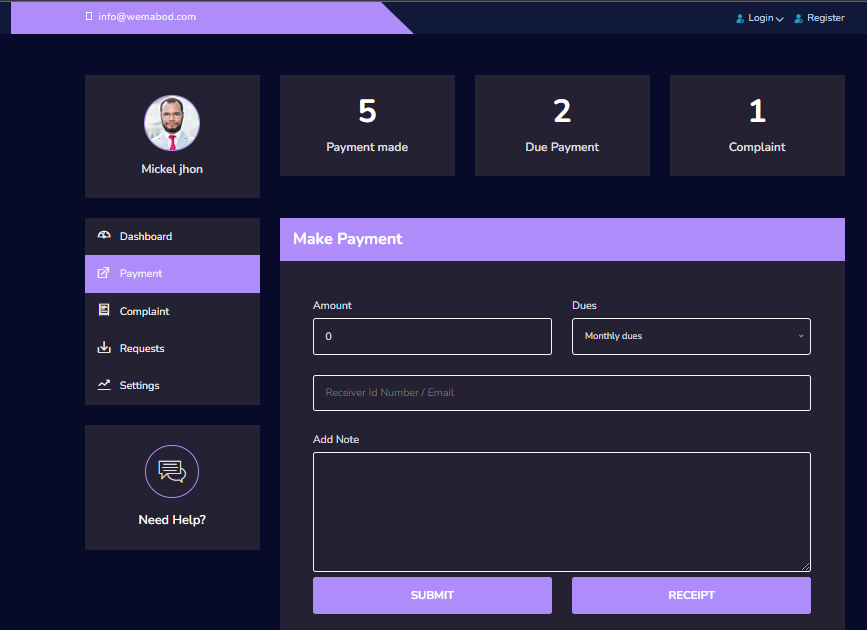 info@wemabod.com
Login
Register
Mickel jhon
5
Payment made
2
Due Payment
1
Complaint
Dashboard
Payment
Complaint
Requests
Settings
Need Help?
Make Payment
Amount
Dues
0
Monthly dues
Receiver Id Number / Email
Add Note
SUBMIT
RECEIPT